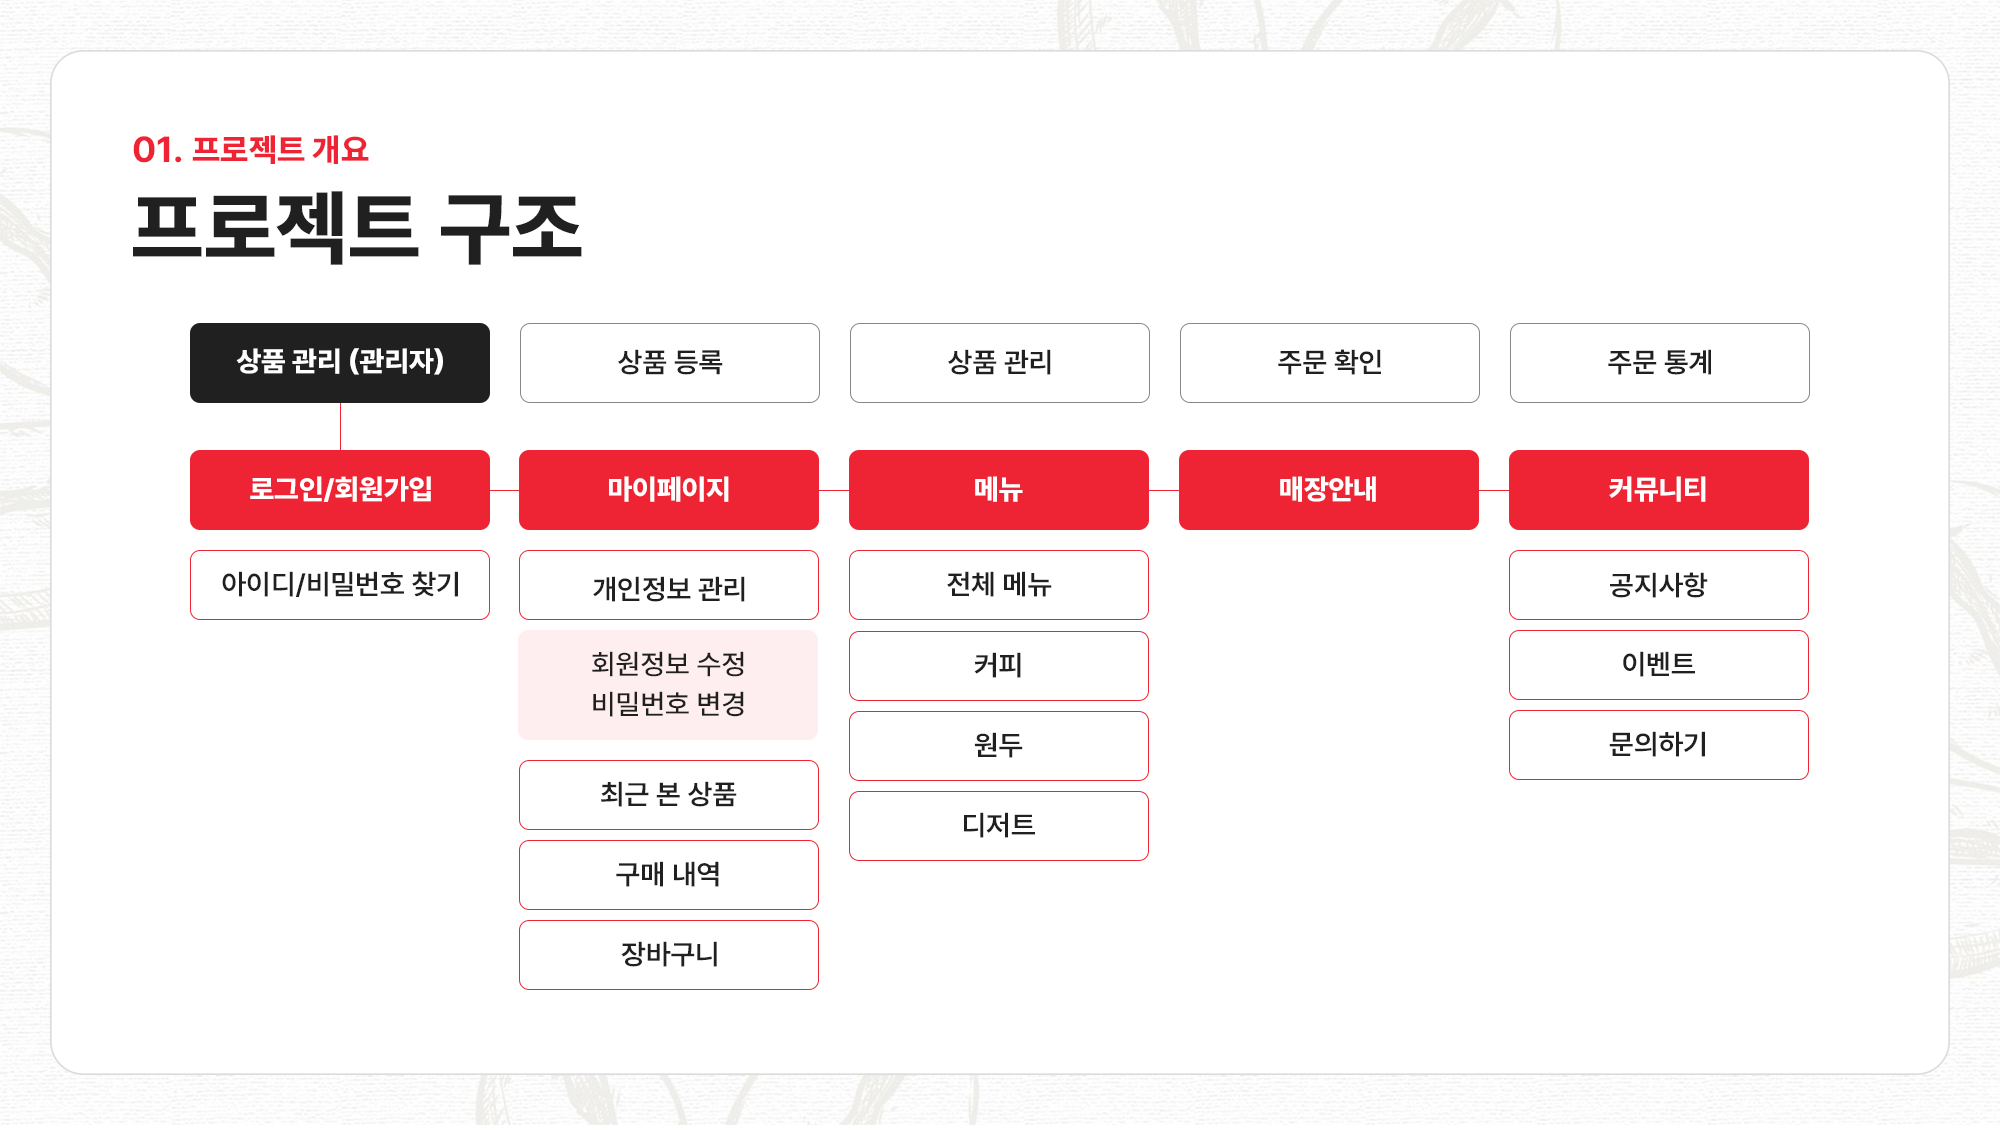 01. 프로젝트 개요
프로젝트 구조
상품 관리 (관리자)
상품 등록
상품 관리
주문 확인
주문 통계
로그인/회원가입
마이페이지
메뉴
매장안내
커뮤니티
아이디/비밀번호 찾기
개인정보 관리
회원정보 수정
비밀번호 변경
최근 본 상품
구매 내역
장바구니
전체 메뉴
커피
원두
디저트
공지사항
이벤트
문의하기